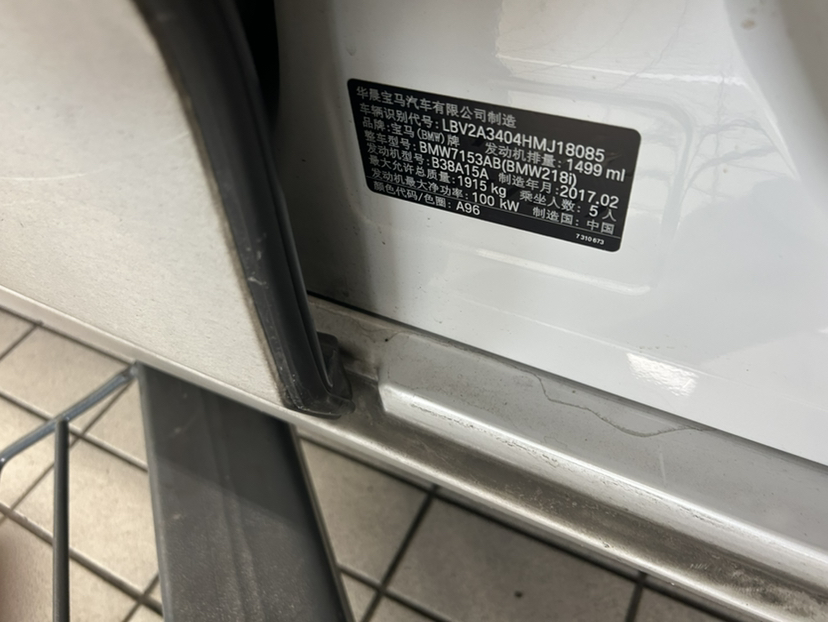 华晨宝马汽车有限公司制造
车辆识别代号: LBV2A3404HMJ18085
品牌: 宝马(BMW)牌 发动机排量: 1499 ml
整车型号: BMW7153AB(BMW218i)
发动机型号: B38A15A 制造年月: 2017.02
最大允许总质量: 1915 kg 乘坐人数: 5 人
发动机最大净功率: 100 kW 制造国: 中国
颜色代码/色圈: A96
7 310 673